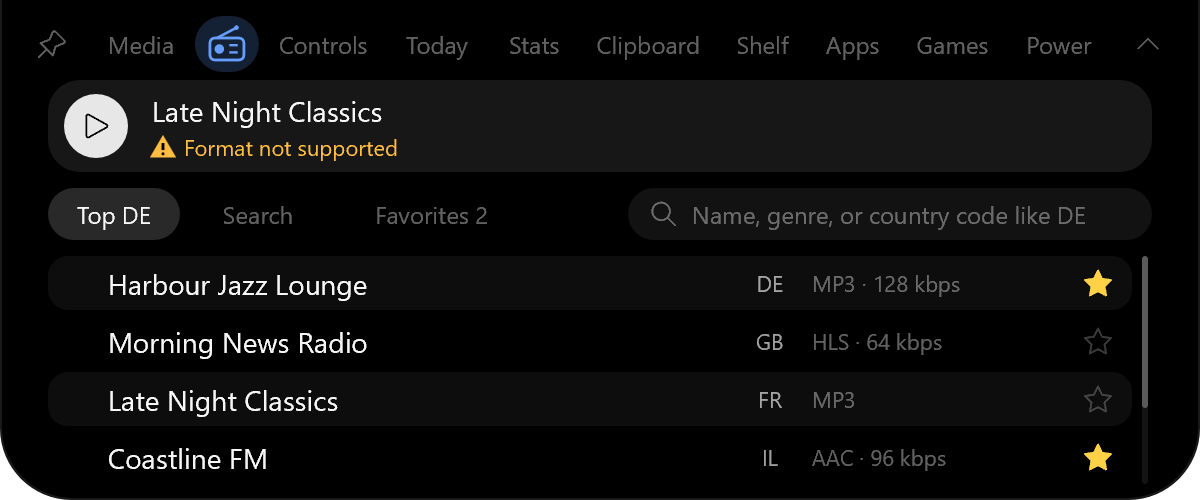 Media Controls Today Stats Clipboard Shelf Apps Games Power
Late Night Classics
Format not supported
Top DE Search Favorites 2 Name, genre, or country code like DE
Harbour Jazz Lounge DE MP3 · 128 kbps
Morning News Radio GB HLS · 64 kbps
Late Night Classics FR MP3
Coastline FM IL AAC · 96 kbps